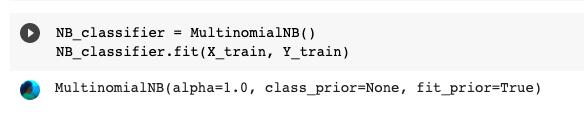 NB_classifier = MultinomialNB()
NB_classifier.fit(X_train, Y_train)
MultinomialNB(alpha=1.0, class_prior=None, fit_prior=True)